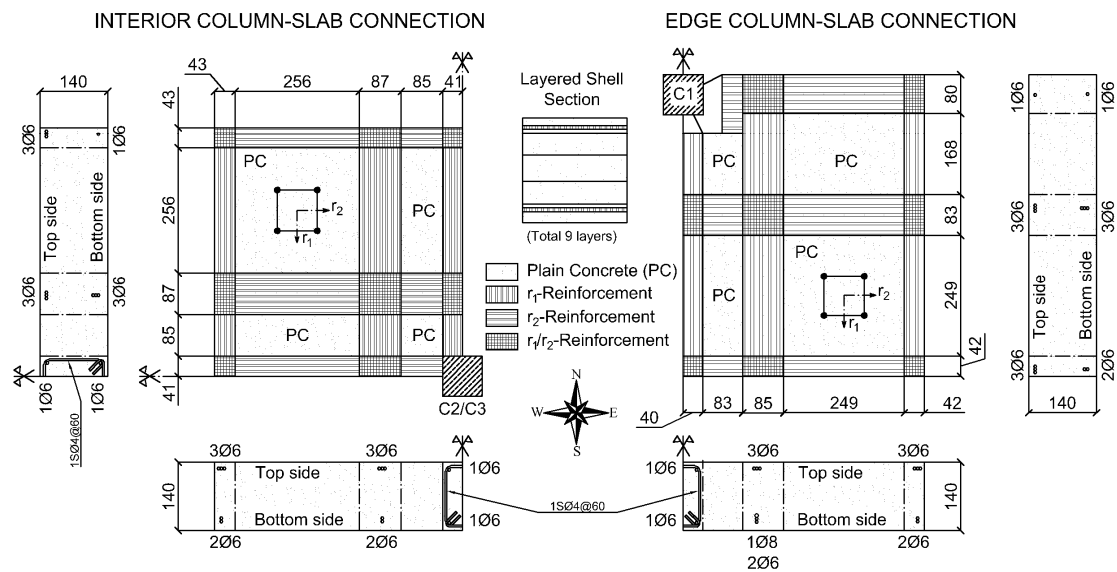 INTERIOR COLUMN-SLAB CONNECTION
EDGE COLUMN-SLAB CONNECTION
140
43
256
87
85
41
43
256
87
85
41
3Ø6
1Ø6
Top side
Bottom side
3Ø6
3Ø6
1Ø6
1Ø6
1SØ4@60
PC
PC
PC
PC
r2
r1
C2/C3
Layered Shell
Section
(Total 9 layers)
Plain Concrete (PC)
r1-Reinforcement
r2-Reinforcement
r1/r2-Reinforcement
N
W
E
S
C1
PC
PC
PC
PC
r2
r1
80
168
83
249
42
40
83
85
249
42
1Ø6
1Ø6
3Ø6
3Ø6
Top side
Bottom side
3Ø6
2Ø6
140
3Ø6
3Ø6
1Ø6
140
Top side
Bottom side
1Ø6
2Ø6
2Ø6
1SØ4@60
1Ø6
3Ø6
3Ø6
Top side
Bottom side
140
1Ø6
1Ø8
2Ø6
2Ø6